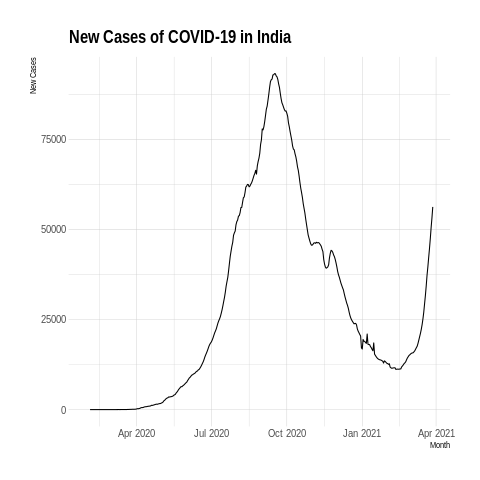 New Cases of COVID-19 in India
New Cases
75000
50000
25000
0
Apr 2020 Jul 2020 Oct 2020 Jan 2021 Apr 2021
Month